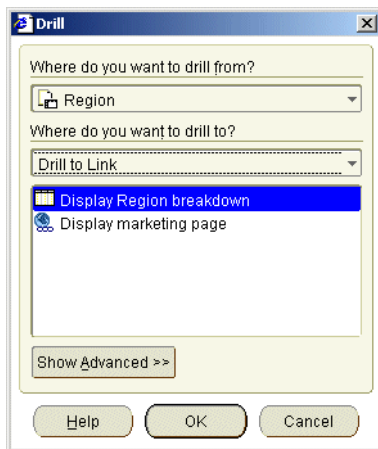 Drill
Where do you want to drill from?
Region
Where do you want to drill to?
Drill to Link
Display Region breakdown
Display marketing page
Show Advanced >>
Help
OK
Cancel